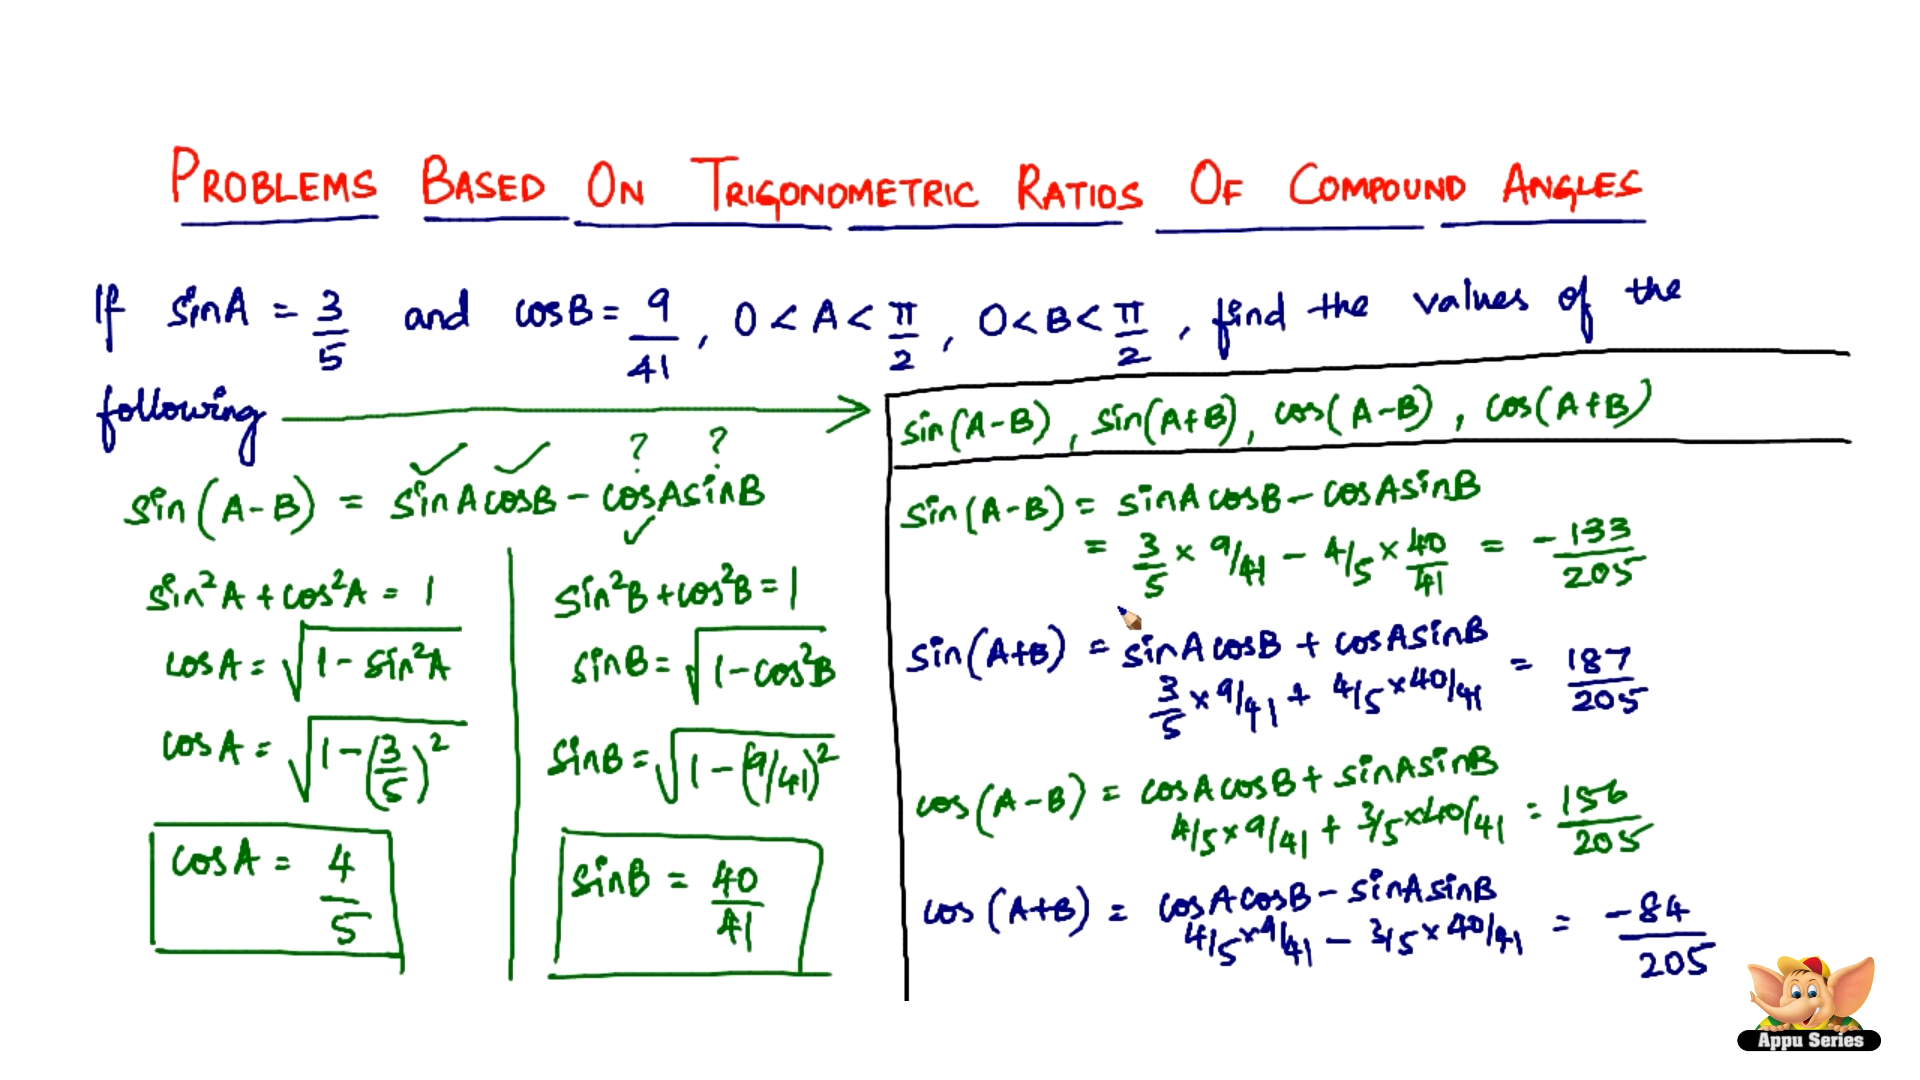 PROBLEMS BASED ON TRIGONOMETRIC RATIOS OF COMPOUND ANGLES
If sinA = 3/5 and cosB = 9/41, 0 < A < π/2, 0 < B < π/2, find the values of the
following
sin(A-B), sin(A+B), cos(A-B), cos(A+B)
? ?
sin(A-B) = sinAcosB - cosAsinB
sin²A + cos²A = 1
cosA = √(1 - sin²A)
cosA = √(1 - (3/5)²)
cosA = 4/5
sin²B + cos²B = 1
sinB = √(1 - cos²B)
sinB = √(1 - (9/41)²)
sinB = 40/41
sin(A-B) = sinAcosB - cosAsinB
= 3/5 × 9/41 - 4/5 × 40/41 = -133/205
sin(A+B) = sinAcosB + cosAsinB
3/5 × 9/41 + 4/5 × 40/41 = 187/205
cos(A-B) = cosAcosB + sinAsinB
4/5 × 9/41 + 3/5 × 40/41 = 156/205
cos(A+B) = cosAcosB - sinAsinB
4/5 × 9/41 - 3/5 × 40/41 = -84/205
Appu Series